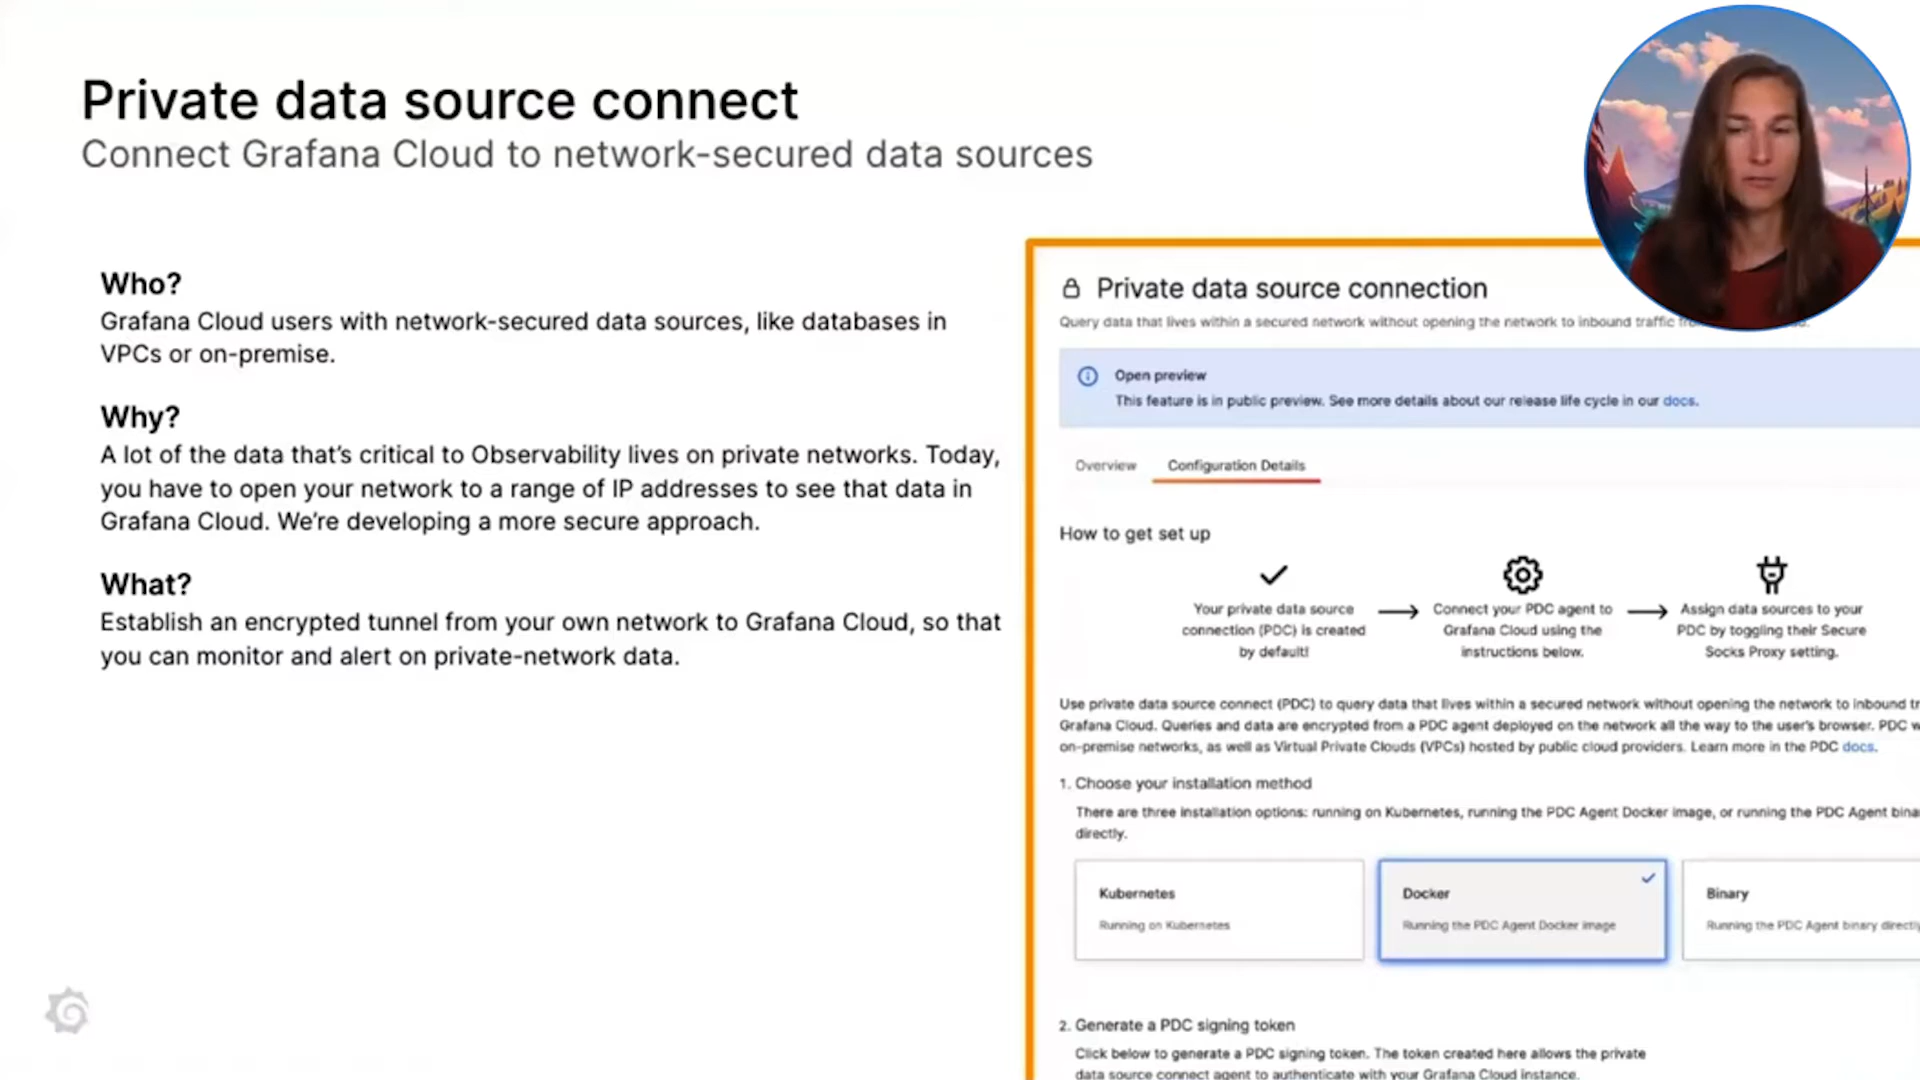 Private data source connect
Connect Grafana Cloud to network-secured data sources
Who?
Grafana Cloud users with network-secured data sources, like databases in
VPCs or on-premise.
Why?
A lot of the data that's critical to Observability lives on private networks. Today,
you have to open your network to a range of IP addresses to see that data in
Grafana Cloud. We're developing a more secure approach.
What?
Establish an encrypted tunnel from your own network to Grafana Cloud, so that
you can monitor and alert on private-network data.
Private data source connection
Query data that lives within a secured network without opening the network to inbound traffic
Open preview
This feature is in public preview. See more details about our release life cycle in our docs.
Overview
Configuration Details
How to get set up
Your private data source
connection (PDC) is created
by default!
Connect your PDC agent to
Grafana Cloud using the
instructions below.
Assign data sources to your
PDC by toggling their Secure
Socks Proxy setting.
Use private data source connect (PDC) to query data that lives within a secured network without opening the network to inbound
Grafana Cloud. Queries and data are encrypted from a PDC agent deployed on the network all the way to the user's browser. PDC
on-premise networks, as well as Virtual Private Clouds (VPCs) hosted by public cloud providers. Learn more in the PDC docs.
1. Choose your installation method
There are three installation options: running on Kubernetes, running the PDC Agent Docker image, or running the PDC Agent
directly.
Kubernetes
Running on Kubernetes
Docker
Running the PDC Agent Docker image
Binary
Running the PDC Agent binary
2. Generate a PDC signing token
Click below to generate a PDC signing token. The token created here allows the private
data source connect agent to authenticate with your Grafana Cloud instance.